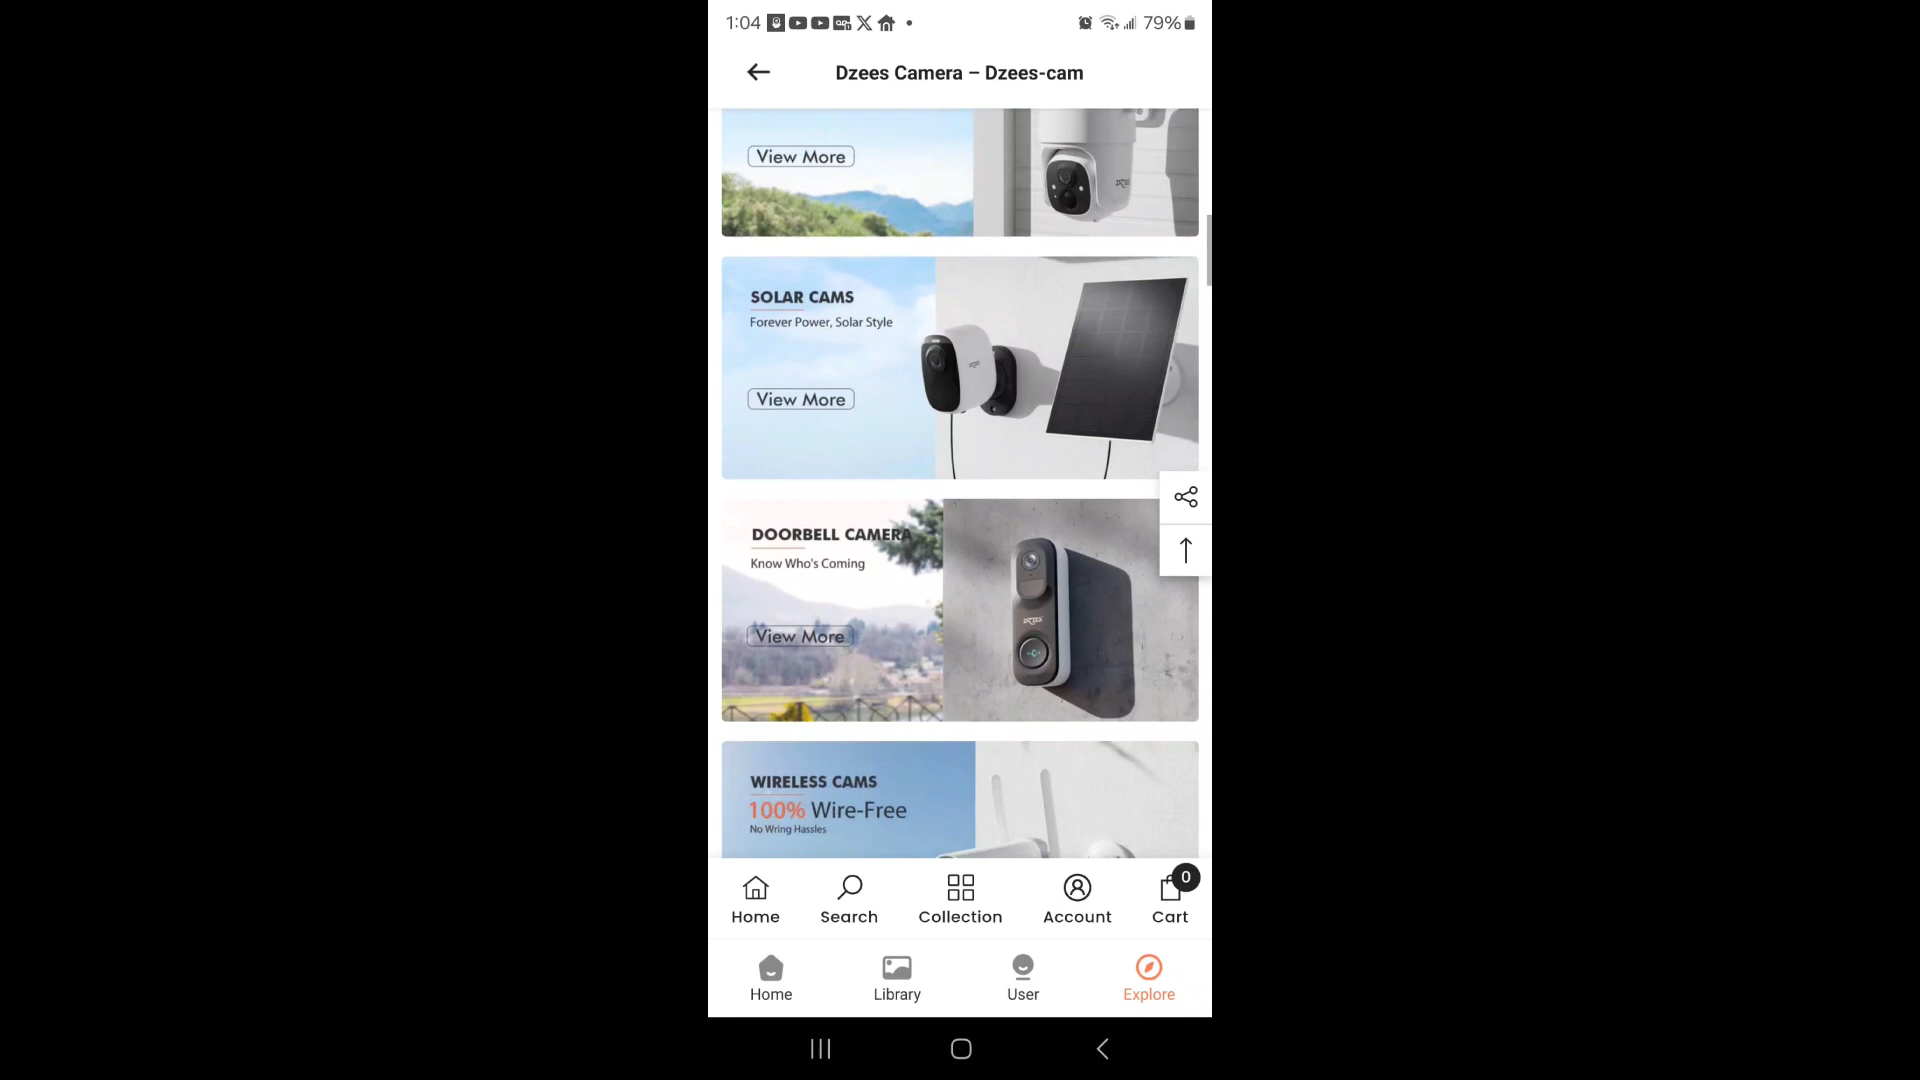 1:04
79%
Dzees Camera – Dzees-cam
View More
SOLAR CAMS
Forever Power, Solar Style
View More
DOORBELL CAMERA
Know Who's Coming
DZEES
View More
WIRELESS CAMS
100% Wire-Free
No Wring Hassles
0
Home Search Collection Account Cart
Home Library User Explore